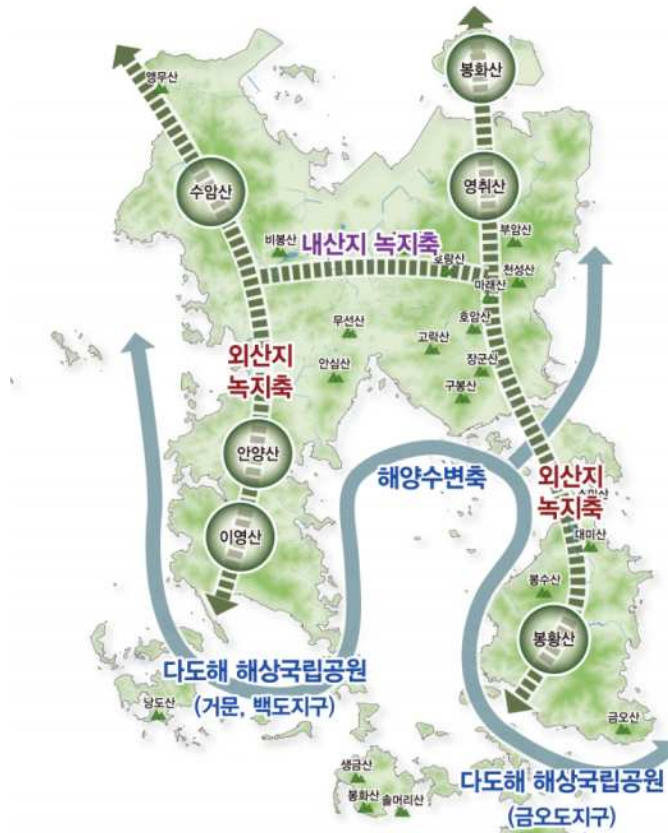 봉화산
앵무산
수암산
영취산
부암산
내산지 녹지축
비봉산
호랑산
천성산
마래산
무선산
호암산
고락산
외산지
녹지축
안심산
장군산
구봉산
안양산
해양수변축
외산지
녹지축
이영산
대미산
봉수산
봉황산
다도해 해상국립공원
(거문, 백도지구)
낭도산
금오산
생금산
다도해 해상국립공원
봉화산
솔머리산
(금오도지구)